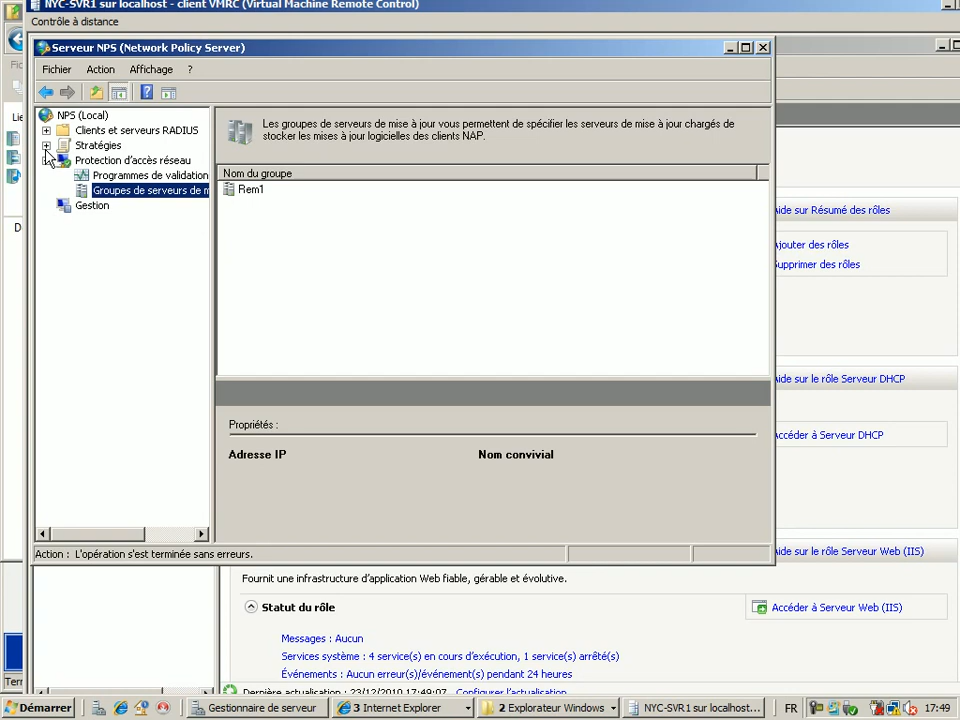 NYC-SVR1 sur localhost - client VMRC (Virtual Machine Remote Control)
Contrôle à distance
Serveur NPS (Network Policy Server)
Fichier Action Affichage ?
NPS (Local)
Clients et serveurs RADIUS
Stratégies
Protection d'accès réseau
Programmes de validation
Groupes de serveurs de m
Gestion
Les groupes de serveurs de mise à jour vous permettent de spécifier les serveurs de mise à jour chargés de
stocker les mises à jour logicielles des clients NAP.
Nom du groupe
Rem1
Propriétés :
Adresse IP Nom convivial
Action : L'opération s'est terminée sans erreurs.
Aide sur Résumé des rôles
Ajouter des rôles
Supprimer des rôles
Aide sur le rôle Serveur DHCP
Accéder à Serveur DHCP
Aide sur le rôle Serveur Web (IIS)
Fournit une infrastructure d'application Web fiable, gérable et évolutive.
Statut du rôle
Accéder à Serveur Web (IIS)
Messages : Aucun
Services système : 4 service(s) en cours d'exécution, 1 service(s) arrêté(s)
Événements : Aucun erreur(s)/événement(s) pendant 24 heures
Dernière actualisation : 23/12/2010 17:49:07 Configurer l'actualisation
Démarrer Gestionnaire de serveur 3 Internet Explorer 2 Explorateur Windows NYC-SVR1 sur localhost... FR 17:49